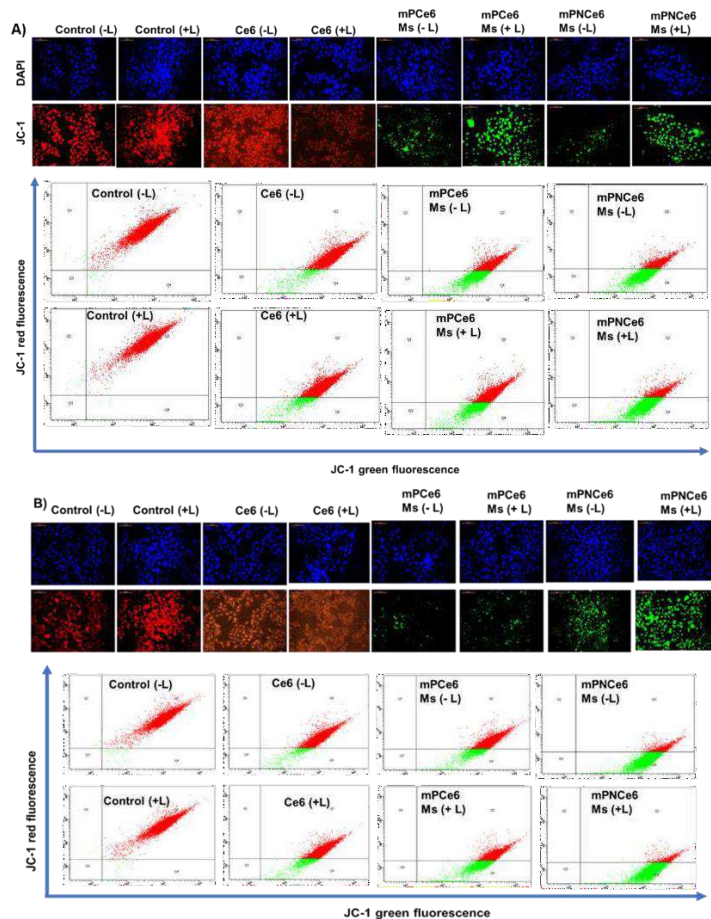 A)
Control (-L) Control (+L) Ce6 (-L) Ce6 (+L) mPCe6 Ms (- L) mPCe6 Ms (+ L) mPNCe6 Ms (-L) mPNCe6 Ms (+L)
DAPI
JC-1
JC-1 red fluorescence
Control (-L) Ce6 (-L) mPCe6 Ms (- L) mPNCe6 Ms (-L)
Control (+L) Ce6 (+L) mPCe6 Ms (+ L) mPNCe6 Ms (+L)
JC-1 green fluorescence
B)
Control (-L) Control (+L) Ce6 (-L) Ce6 (+L) mPCe6 Ms (- L) mPCe6 Ms (+ L) mPNCe6 Ms (-L) mPNCe6 Ms (+L)
JC-1 red fluorescence
Control (-L) Ce6 (-L) mPCe6 Ms (- L) mPNCe6 Ms (-L)
Control (+L) Ce6 (+L) mPCe6 Ms (+ L) mPNCe6 Ms (+L)
JC-1 green fluorescence